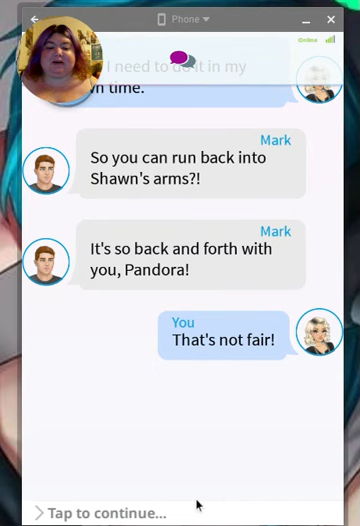 Phone
Online
I need to do it in my
time.
Mark
So you can run back into
Shawn's arms?!
Mark
It's so back and forth with
you, Pandora!
You
That's not fair!
Tap to continue...